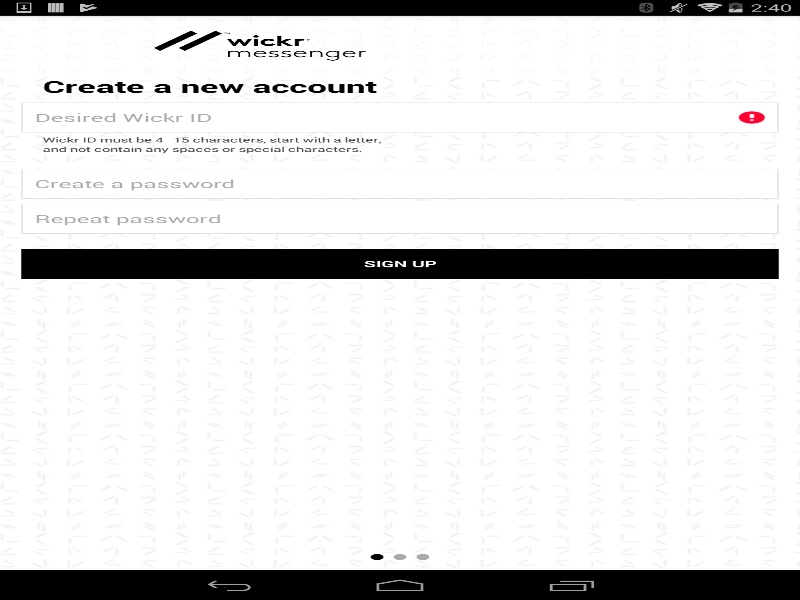 2:40
wickr
messenger
Create a new account
Desired Wickr ID
Wickr ID must be 4 15 characters, start with a letter,
and not contain any spaces or special characters.
Create a password
Repeat password
SIGN UP